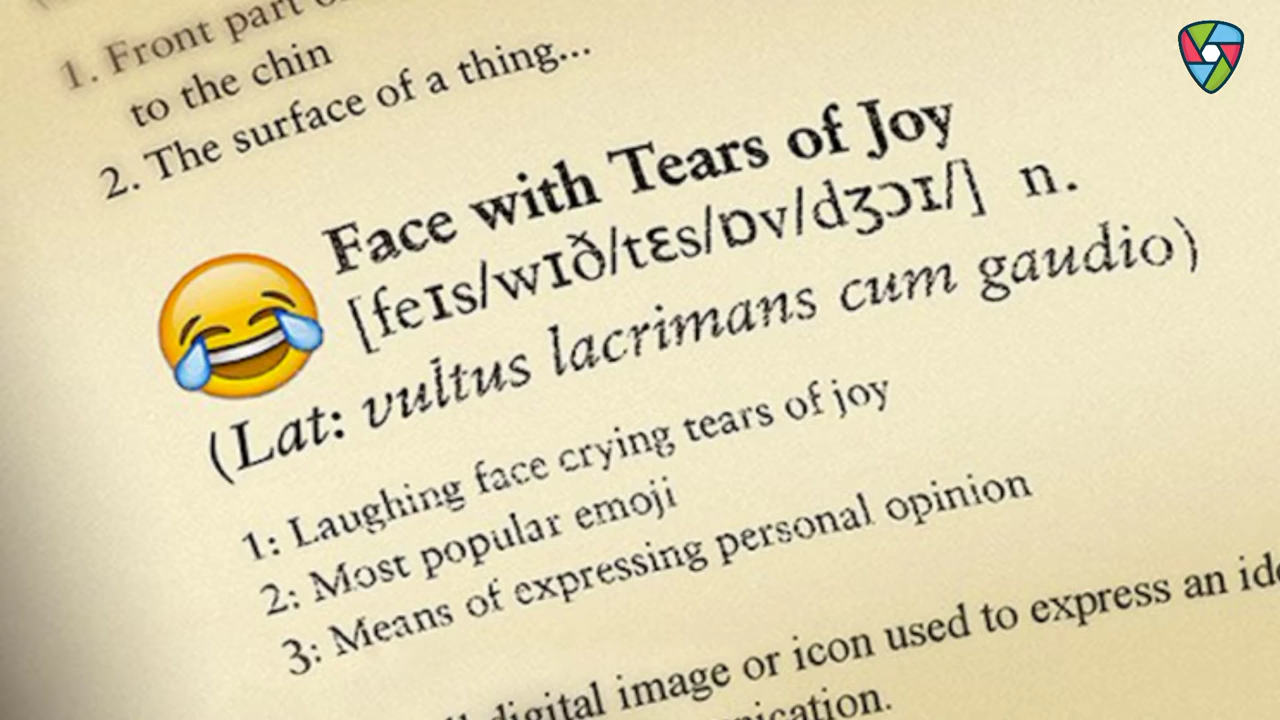 1. Front part
to the chin
2. The surface of a thing...
Face with Tears of Joy
[feɪs/wɪð/tɛs/ɒv/dʒɔɪ/] n.
(Lat: vultus lacrimans cum gaudio)
1: Laughing face crying tears of joy
2: Most popular emoji
3: Means of expressing personal opinion
digital image or icon used to express an